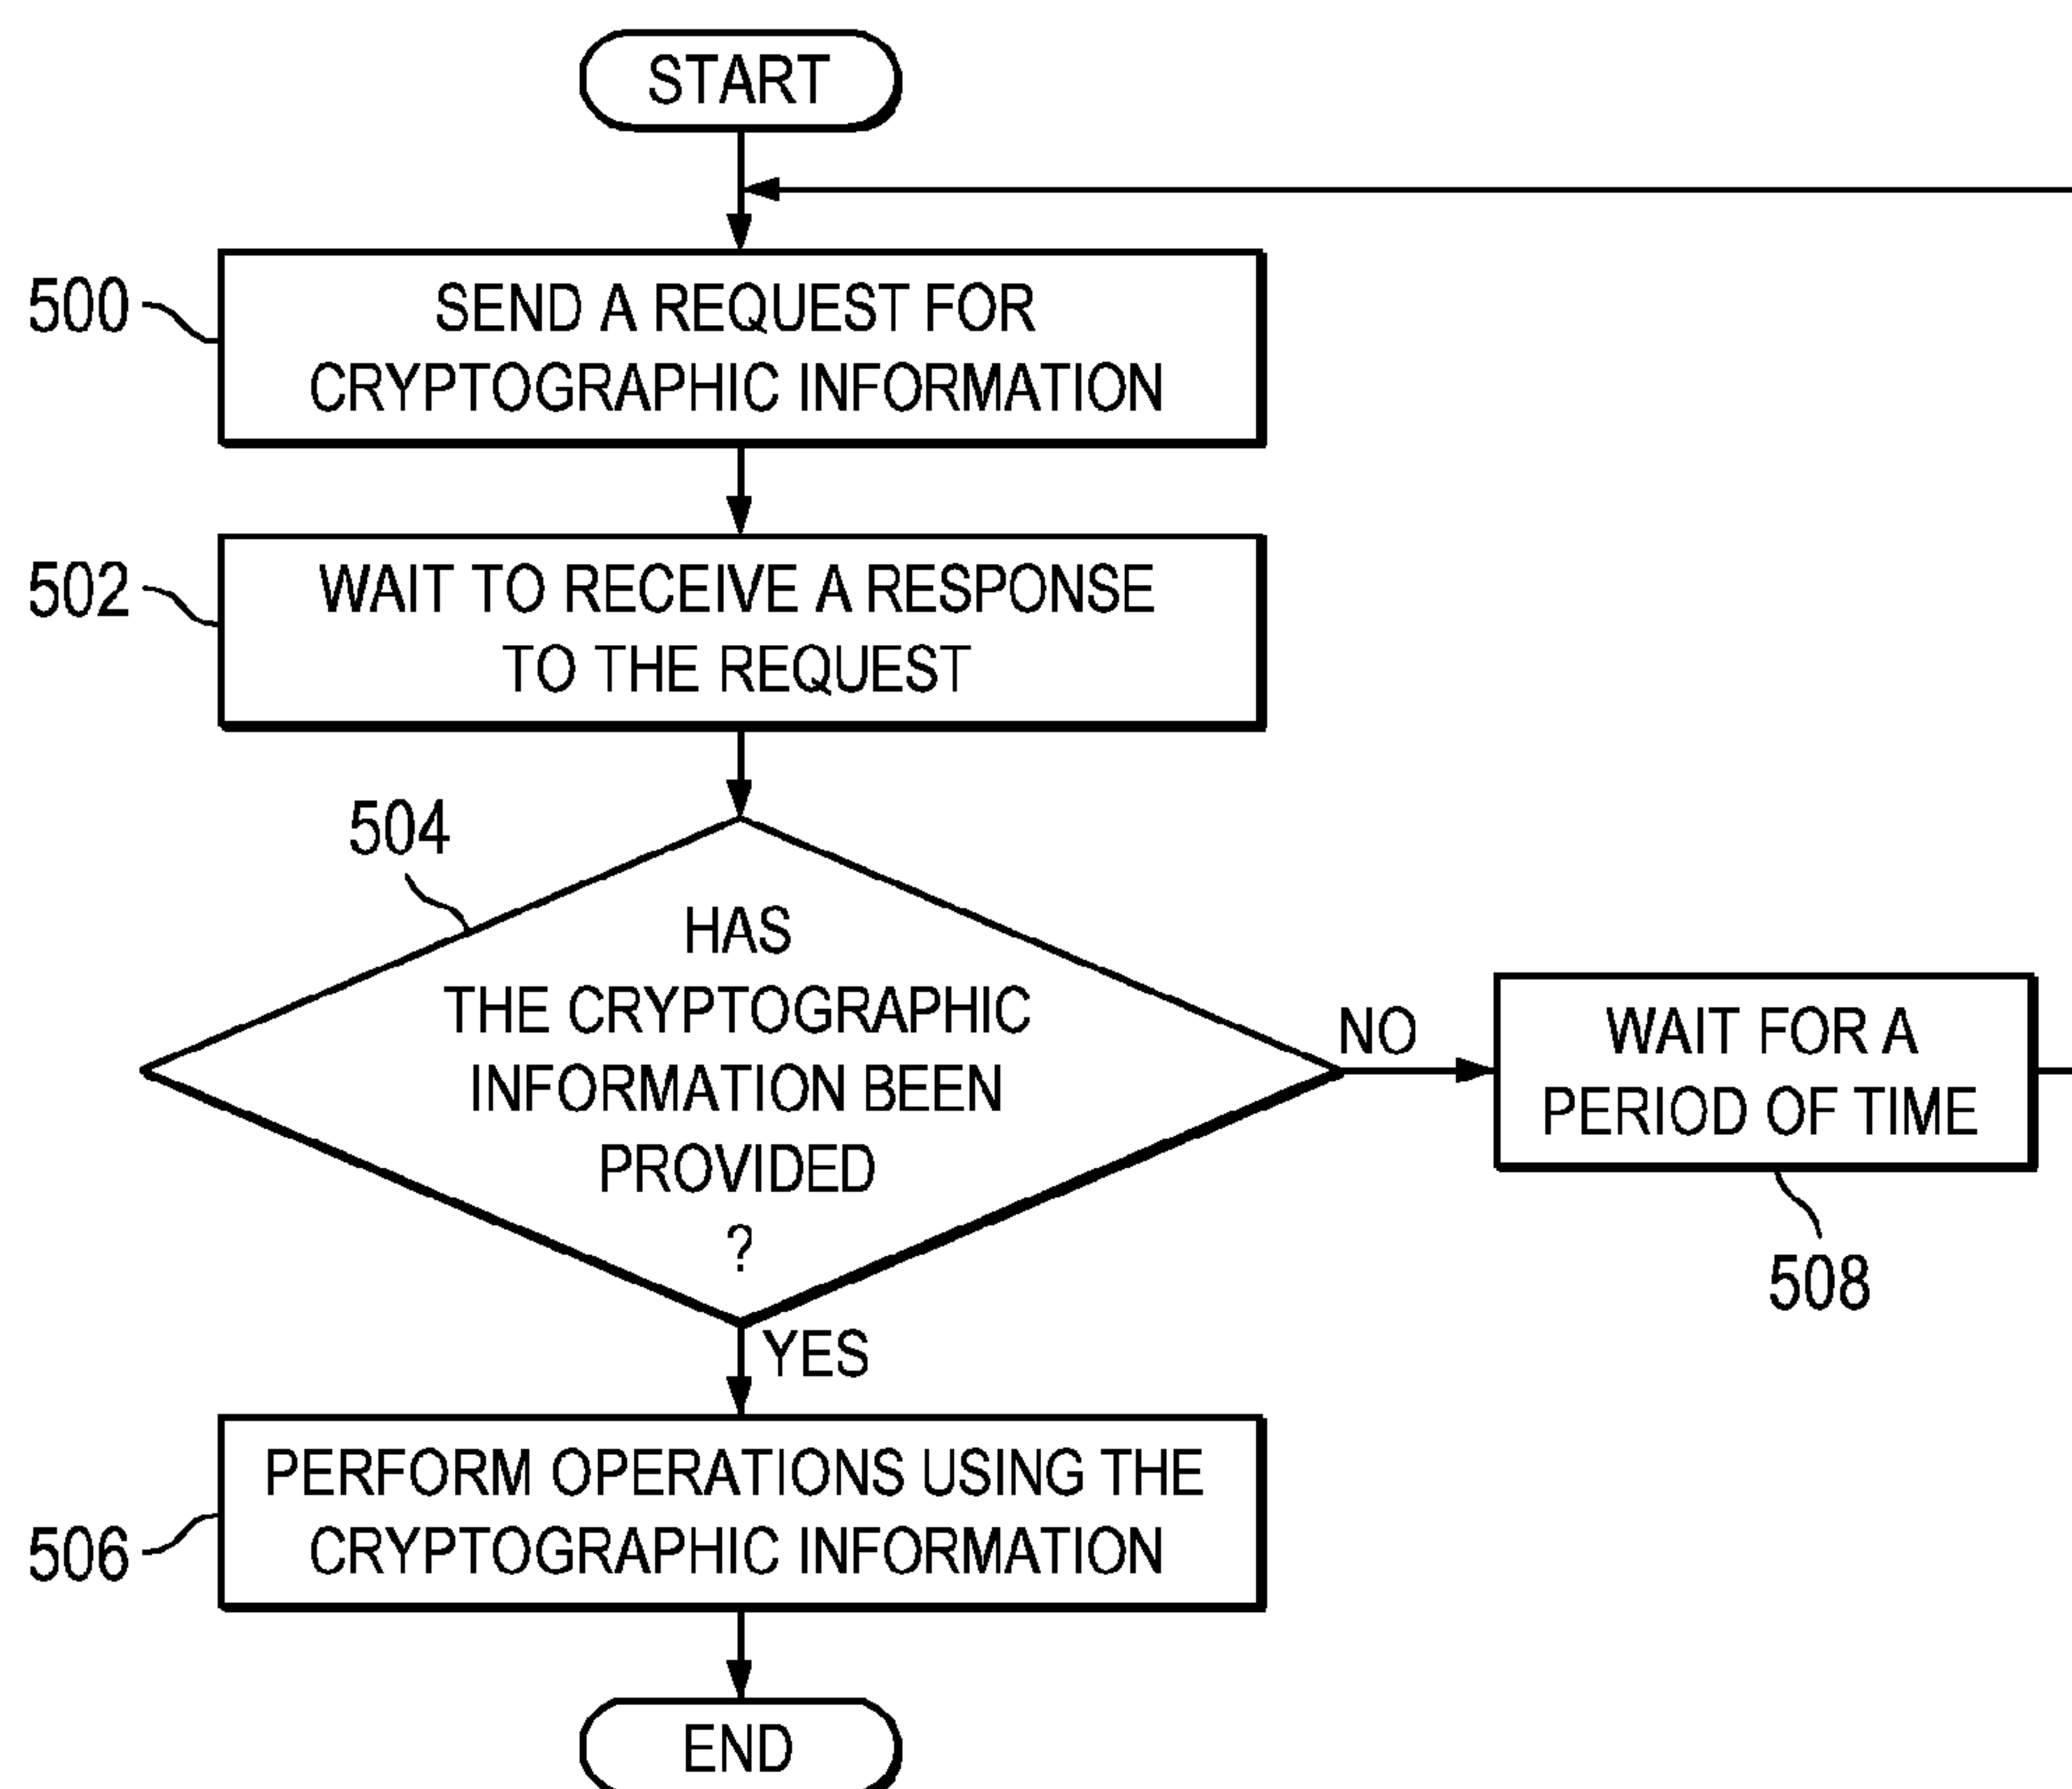 START
500
SEND A REQUEST FOR
CRYPTOGRAPHIC INFORMATION
502
WAIT TO RECEIVE A RESPONSE
TO THE REQUEST
504
HAS
THE CRYPTOGRAPHIC
INFORMATION BEEN
PROVIDED
?
NO
WAIT FOR A
PERIOD OF TIME
508
YES
506
PERFORM OPERATIONS USING THE
CRYPTOGRAPHIC INFORMATION
END